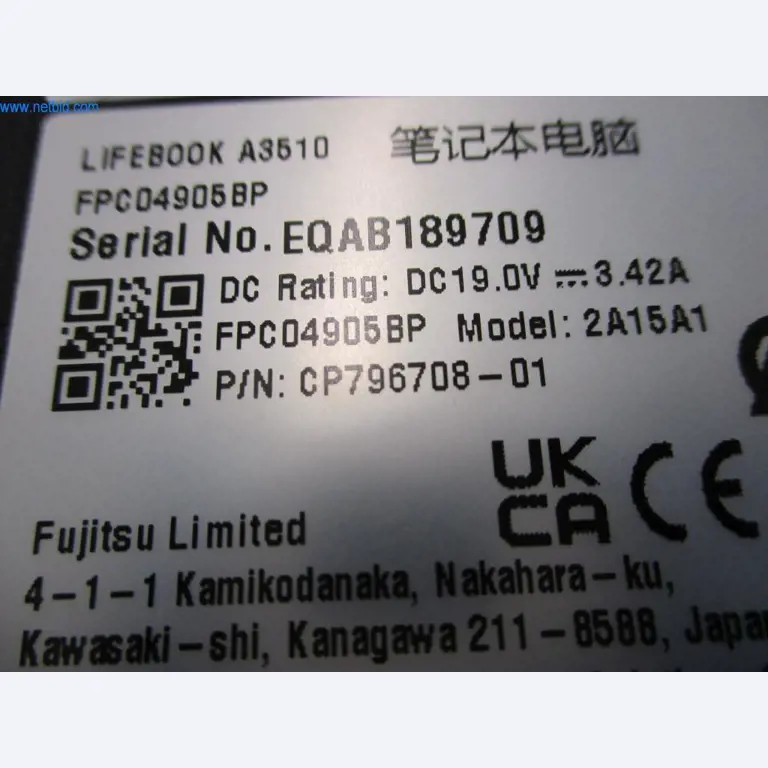 www.netbid.com
LIFEBOOK A3510 笔记本电脑
FPC04905BP
Serial No. EQAB189709
DC Rating: DC19.0V ⎓ 3.42A
FPC04905BP Model: 2A15A1
P/N: CP796708-01
UK
CA CE
Fujitsu Limited
4-1-1 Kamikodanaka, Nakahara-ku,
Kawasaki-shi, Kanagawa 211-8588, Japa